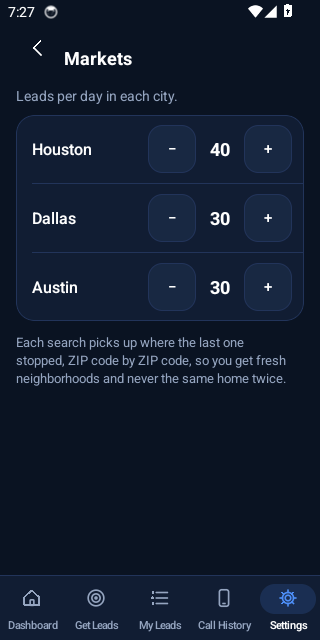 7:27
Markets
Leads per day in each city.
Houston − 40 +
Dallas − 30 +
Austin − 30 +
Each search picks up where the last one
stopped, ZIP code by ZIP code, so you get fresh
neighborhoods and never the same home twice.
Dashboard Get Leads My Leads Call History Settings